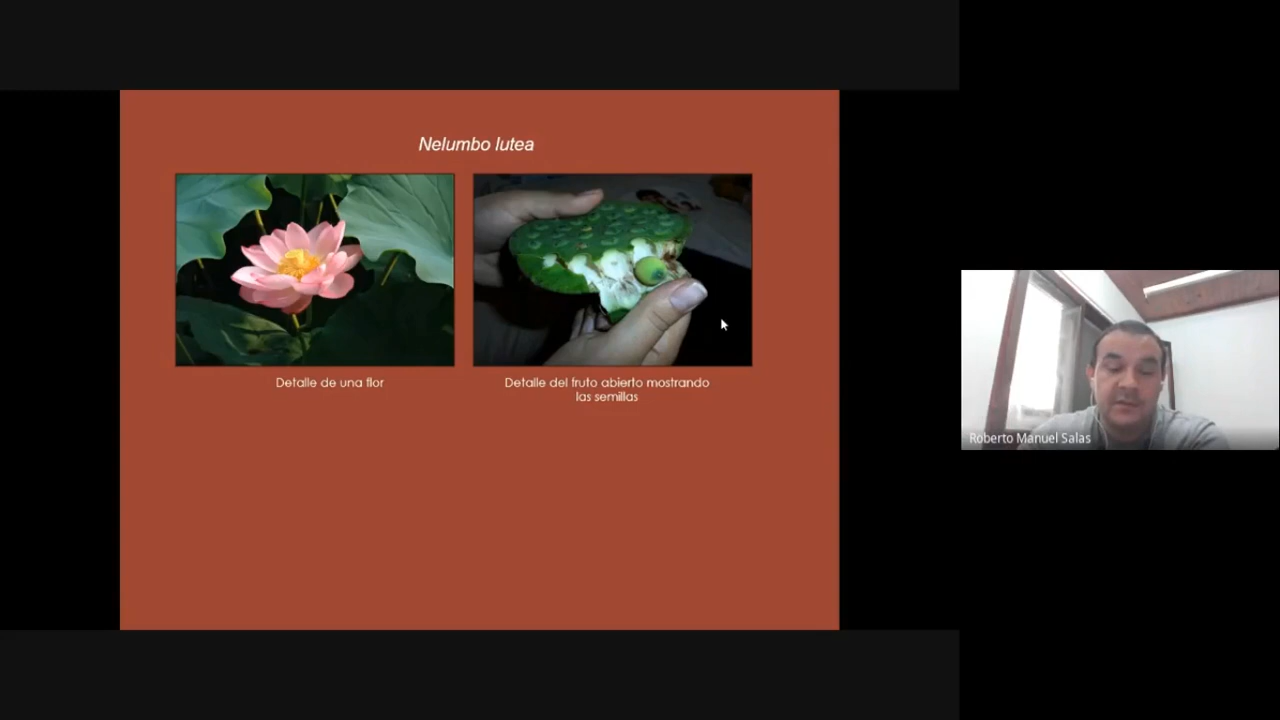 Nelumbo lutea
Detalle de una flor
Detalle del fruto abierto mostrando
las semillas
Roberto Manuel Salas